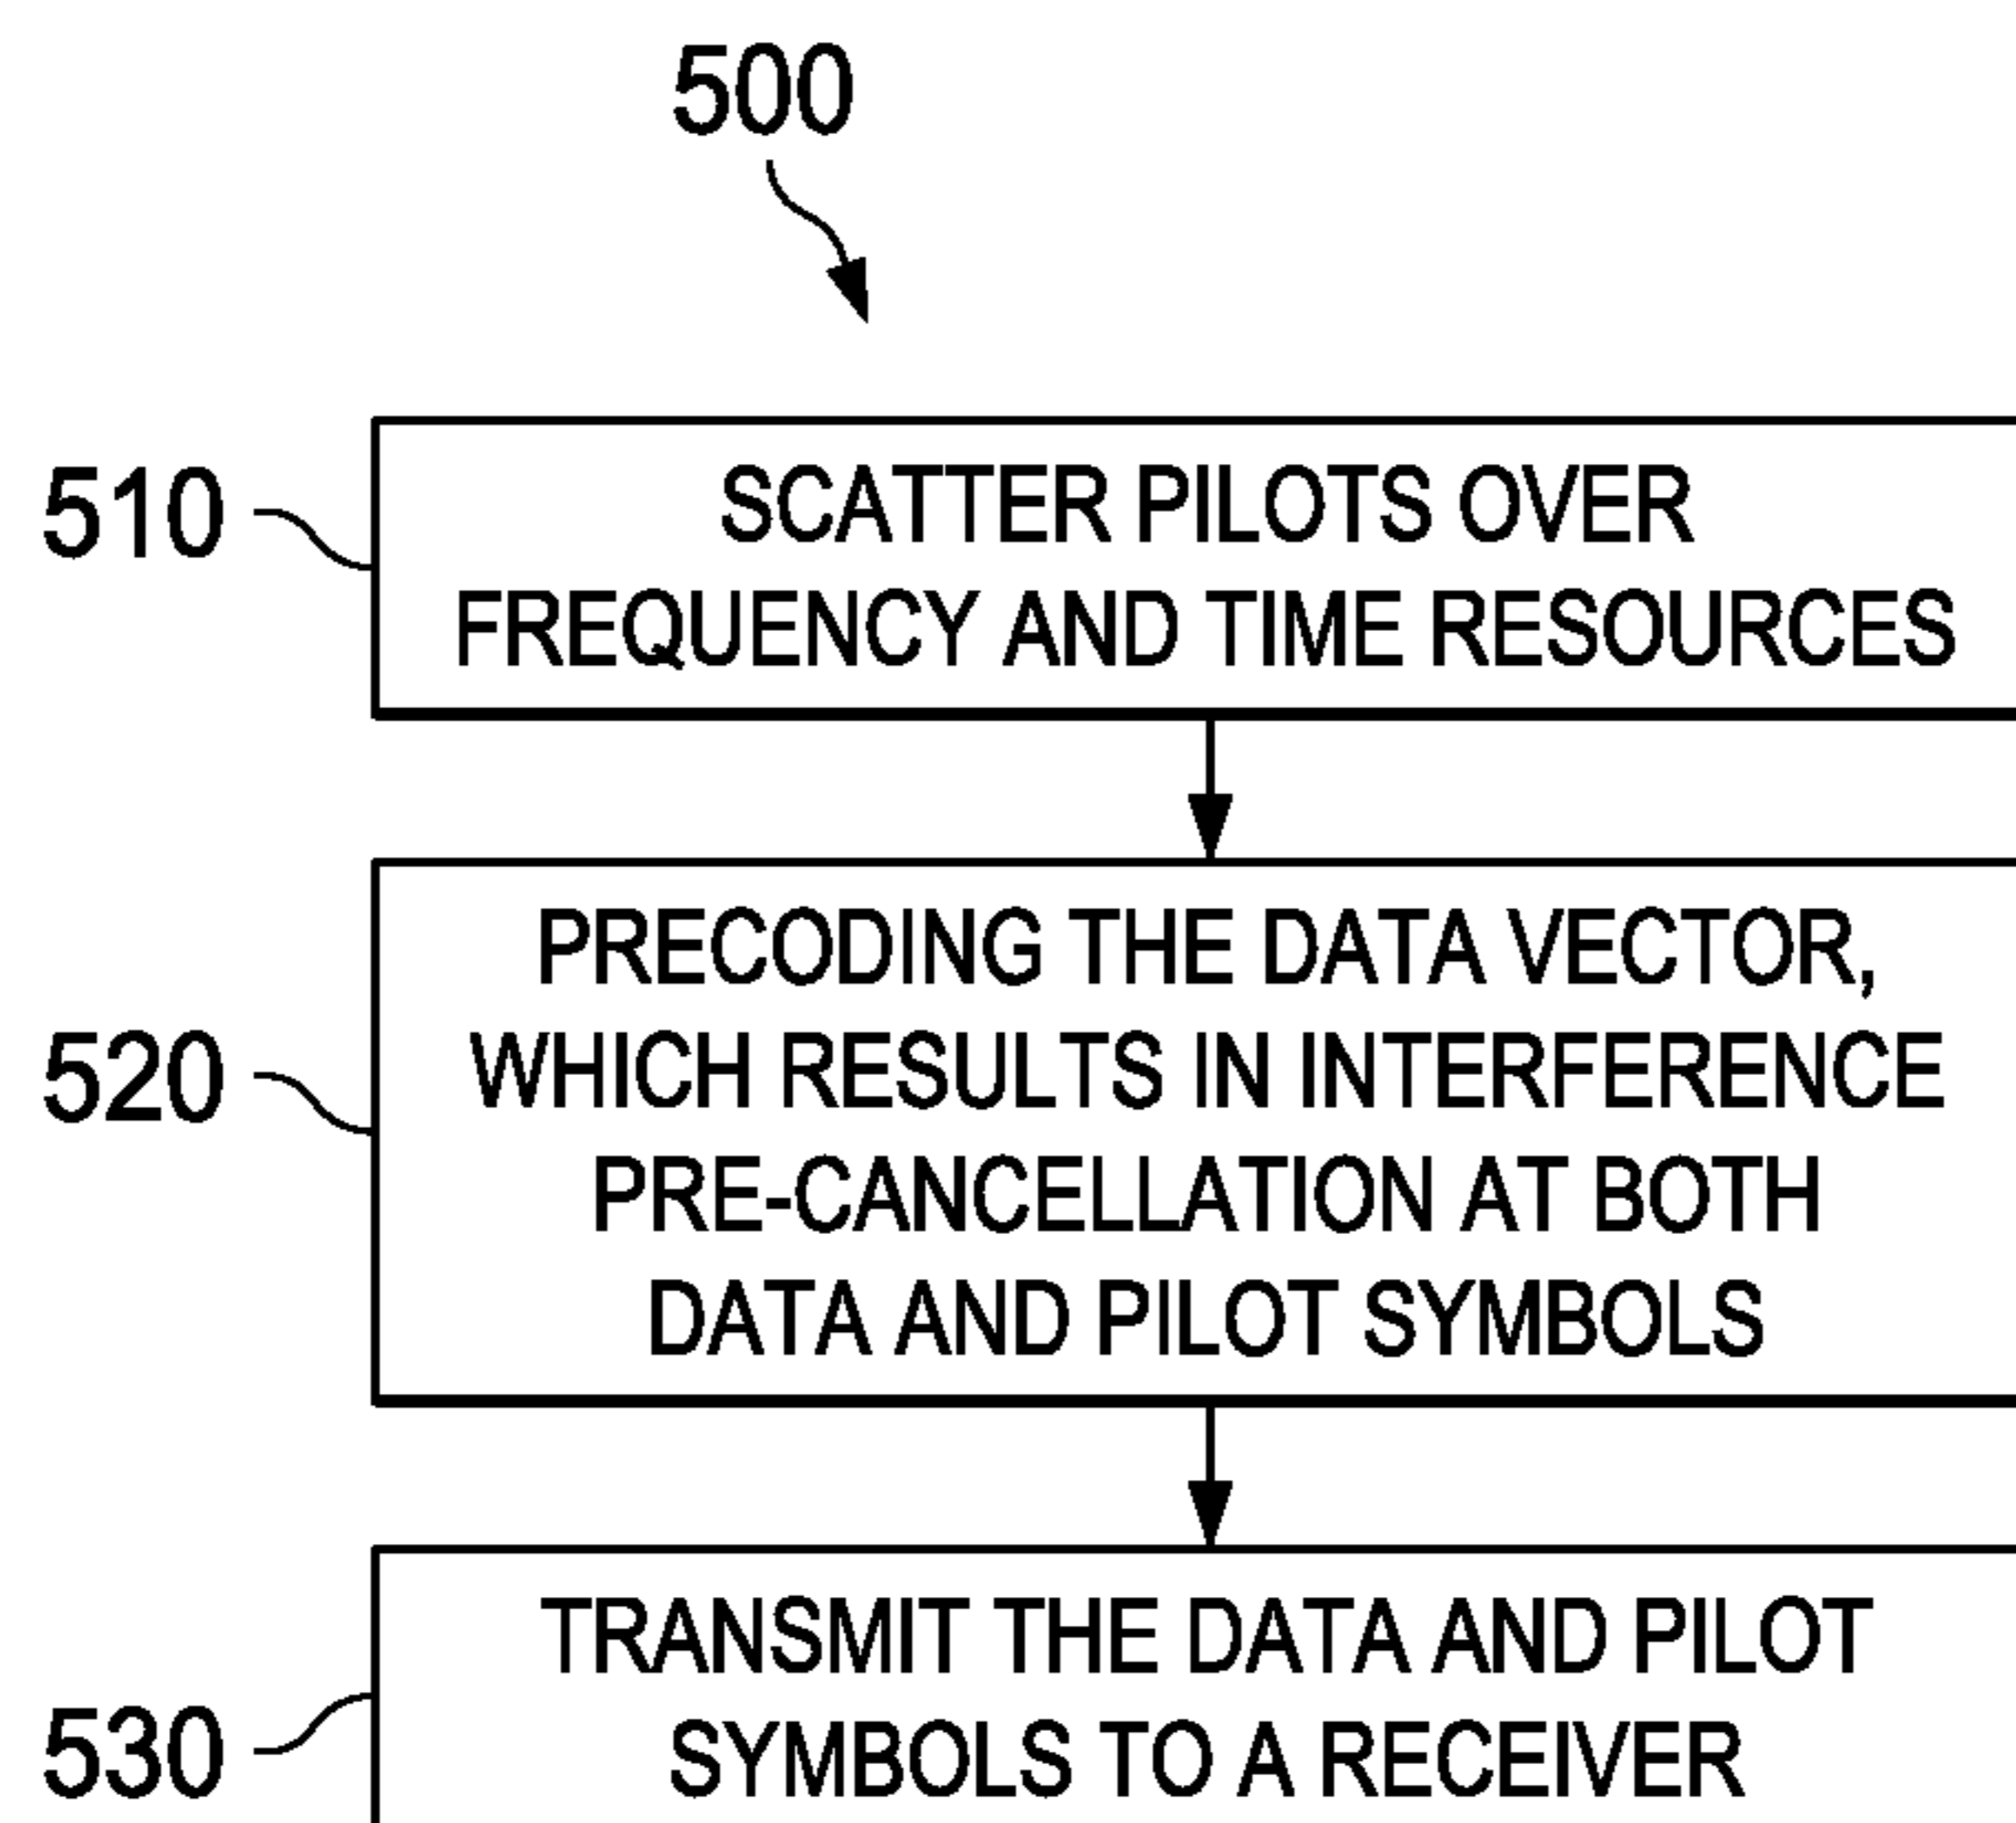 500
510
SCATTER PILOTS OVER
FREQUENCY AND TIME RESOURCES
520
PRECODING THE DATA VECTOR,
WHICH RESULTS IN INTERFERENCE
PRE-CANCELLATION AT BOTH
DATA AND PILOT SYMBOLS
530
TRANSMIT THE DATA AND PILOT
SYMBOLS TO A RECEIVER